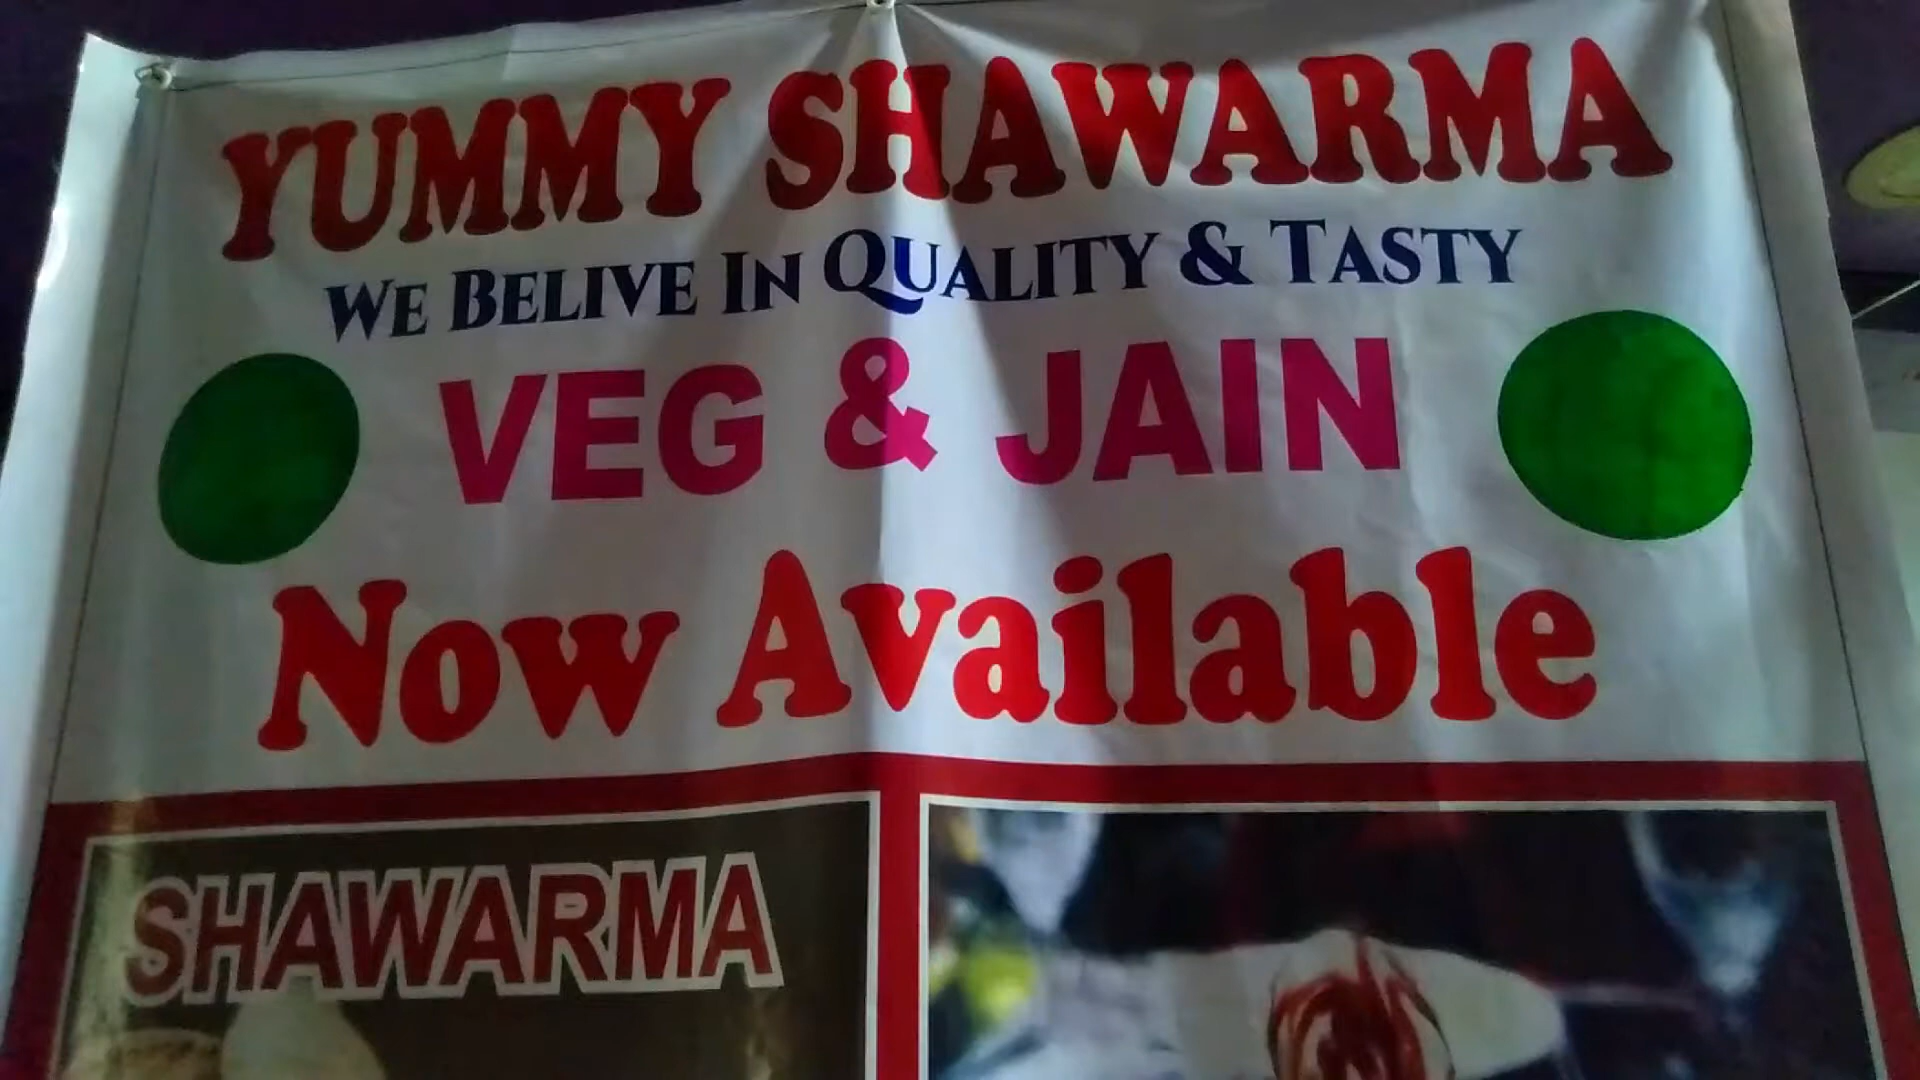 YUMMY SHAWARMA
WE BELIVE IN QUALITY & TASTY
VEG & JAIN
Now Available
SHAWARMA